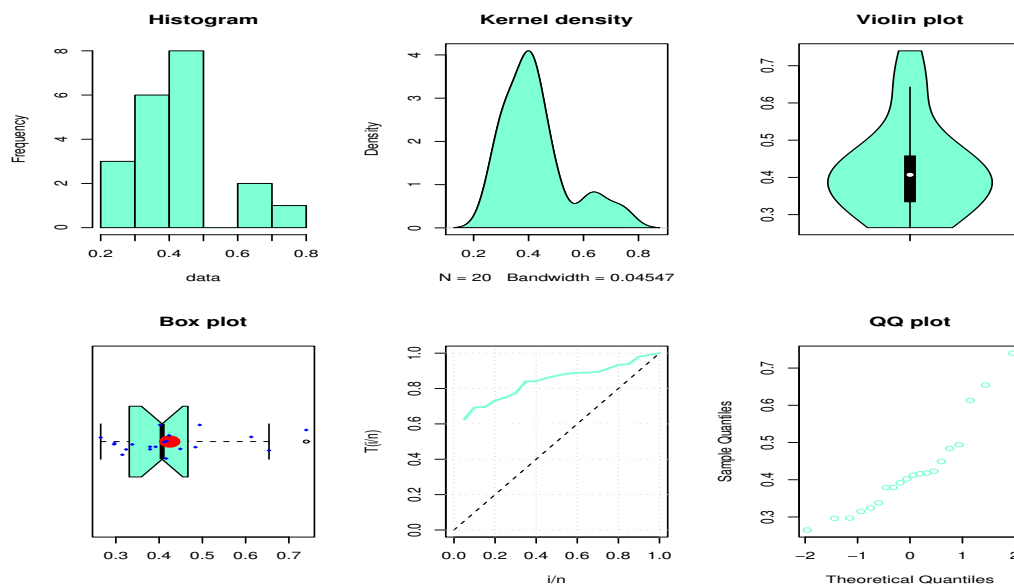 Histogram
Frequency
0 2 4 6 8
0.2 0.4 0.6 0.8
data
Kernel density
Density
0 1 2 3 4
0.2 0.4 0.6 0.8
N = 20 Bandwidth = 0.04547
Violin plot
0.3 0.4 0.5 0.6 0.7
Box plot
0.3 0.4 0.5 0.6 0.7
T(i/n)
0.0 0.2 0.4 0.6 0.8 1.0
0.0 0.2 0.4 0.6 0.8 1.0
i/n
QQ plot
Sample Quantiles
0.3 0.4 0.5 0.6 0.7
−2 −1 0 1 2
Theoretical Quantiles